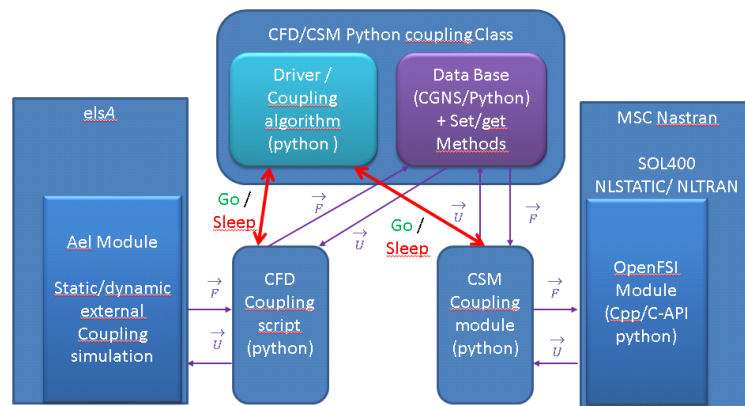 CFD/CSM Python coupling Class
Driver /
Coupling
algorithm
(python )
Data Base
(CGNS/Python)
+ Set/get
Methods
elsA
MSC Nastran
SOL400
NLSTATIC/ NLTRAN
Go /
Sleep
F
U
Go /
Sleep
U
F
Ael Module
Static/dynamic
external
Coupling
simulation
F
U
CFD
Coupling
script
(python)
CSM
Coupling
module
(python)
F
U
OpenFSI
Module
(Cpp/C-API
python)